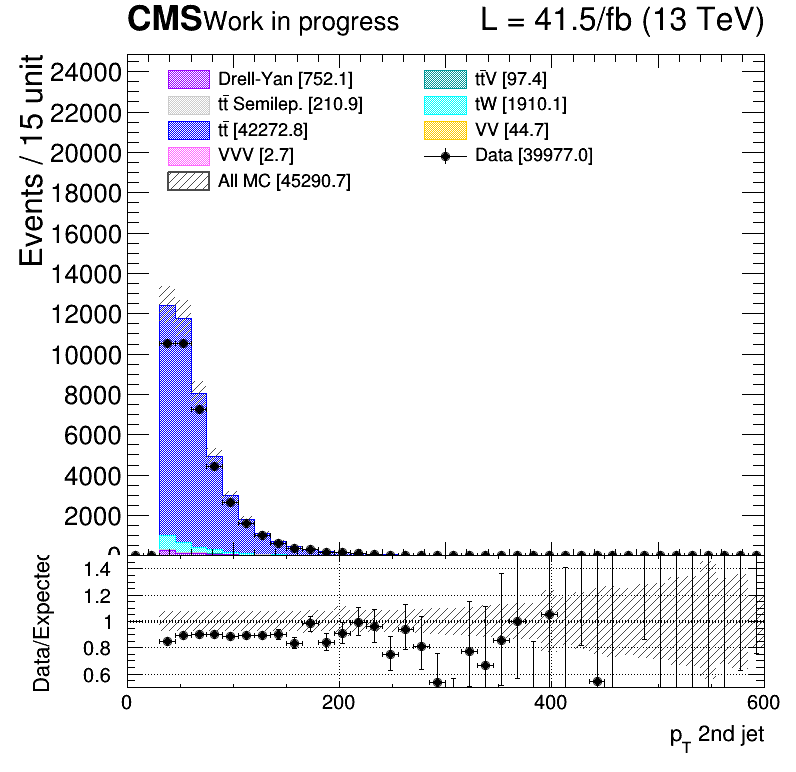 CMS Work in progress L = 41.5/fb (13 TeV)
Events / 15 unit
24000
22000
20000
18000
16000
14000
12000
10000
8000
6000
4000
2000
0
Drell-Yan [752.1]
tt̄ Semilep. [210.9]
tt̄ [42272.8]
VVV [2.7]
All MC [45290.7]
tt̄V [97.4]
tW [1910.1]
VV [44.7]
Data [39977.0]
Data/Expected
1.4
1.2
1
0.8
0.6
0 200 400 600
p_T 2nd jet